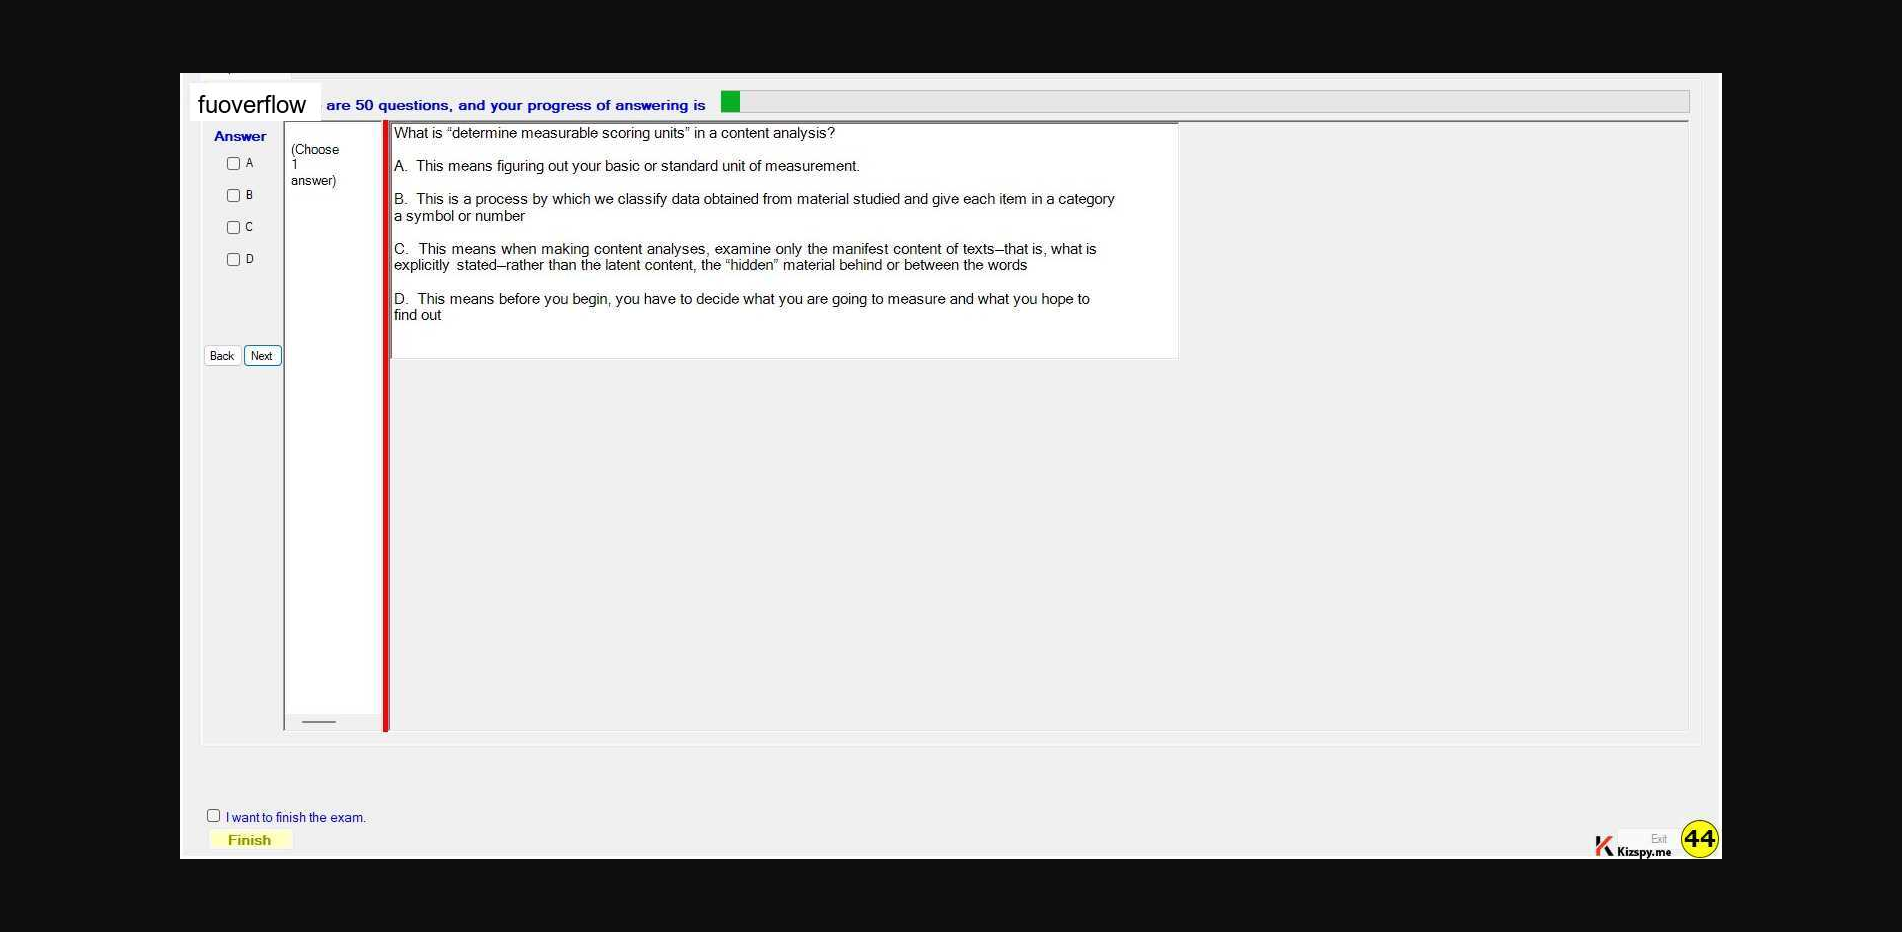 fuoverflow are 50 questions, and your progress of answering is
Answer
A
B
C
D
Back Next
(Choose
1
answer)
What is “determine measurable scoring units” in a content analysis?
A. This means figuring out your basic or standard unit of measurement.
B. This is a process by which we classify data obtained from material studied and give each item in a category
a symbol or number
C. This means when making content analyses, examine only the manifest content of texts–that is, what is
explicitly stated–rather than the latent content, the “hidden” material behind or between the words
D. This means before you begin, you have to decide what you are going to measure and what you hope to
find out
I want to finish the exam.
Finish
Exit
Kizspy.me
44